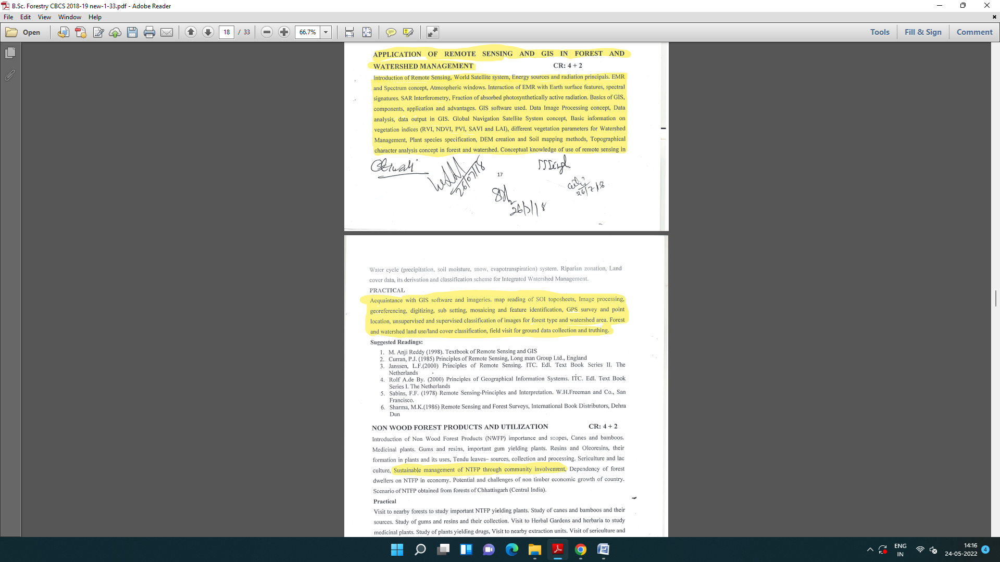 B.Sc. Forestry CBCS 2018-19 new-1-33.pdf - Adobe Reader
File Edit View Window Help
Open 18 / 33 66.7% Tools Fill & Sign Comment
APPLICATION OF REMOTE SENSING AND GIS IN FOREST AND
WATERSHED MANAGEMENT CR: 4 + 2
Introduction of Remote Sensing, World Satellite system, Energy sources and radiation principals. EMR
and Spectrum concept, Atmospheric windows. Interaction of EMR with Earth surface features, spectral
signatures. SAR Interferometry, Fraction of absorbed photosynthetically active radiation. Basics of GIS,
components, application and advantages. GIS software used. Data Image Processing concept, Data
analysis, data output in GIS. Global Navigation Satellite System concept, Basic information on
vegetation indices (RVI, NDVI, PVI, SAVI and LAI), different vegetation parameters for Watershed
Management, Plant species specification, DEM creation and Soil mapping methods, Topographical
character analysis concept in forest and watershed. Conceptual knowledge of use of remote sensing in
26/07/18
17
26/7/18
26/7/18
Water cycle (precipitation, soil moisture, snow, evapotranspiration) system. Riparian zonation, Land
cover data, its derivation and classification scheme for Integrated Watershed Management.
PRACTICAL
Acquaintance with GIS software and imageries. map reading of SOI toposheets, Image processing,
georeferencing, digitizing, sub setting, mosaicing and feature identification, GPS survey and point
location, unsupervised and supervised classification of images for forest type and watershed area. Forest
and watershed land use/land cover classification, field visit for ground data collection and truthing.
Suggested Readings:
1. M. Anji Reddy (1998). Textbook of Remote Sensing and GIS
2. Curran, P.J. (1985) Principles of Remote Sensing, Long man Group Ltd., England
3. Janssen, L.F.(2000) Principles of Remote Sensing. ITC. Edl. Text Book Series II. The
Netherlands
4. Rolf A.de By. (2000) Principles of Geographical Information Systems. ITC. Edl. Text Book
Series I. The Netherlands
5. Sabins, F.F. (1978) Remote Sensing-Principles and Interpretation. W.H.Freeman and Co., San
Francisco.
6. Sharma, M.K.(1986) Remote Sensing and Forest Surveys, International Book Distributors, Dehra
Dun
NON WOOD FOREST PRODUCTS AND UTILIZATION CR: 4 + 2
Introduction of Non Wood Forest Products (NWFP) importance and scopes, Canes and bamboos.
Medicinal plants. Gums and resins, important gum yielding plants. Resins and Oleoresins, their
formation in plants and its uses, Tendu leaves– sources, collection and processing. Sericulture and lac
culture, Sustainable management of NTFP through community involvement, Dependency of forest
dwellers on NTFP in economy. Potential and challenges of non timber economic growth of country.
Scenario of NTFP obtained from forests of Chhattisgarh (Central India).
Practical
Visit to nearby forests to study important NTFP yielding plants. Study of canes and bamboos and their
sources. Study of gums and resins and their collection. Visit to Herbal Gardens and herbaria to study
medicinal plants. Study of plants yielding drugs, Visit to nearby extraction units. Visit of sericulture and
ENG
IN
14:16
24-05-2022
4